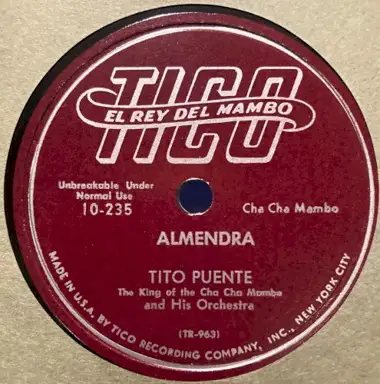 TICO
EL REY DEL MAMBO
Unbreakable Under
Normal Use
10-235
Cha Cha Mambo
ALMENDRA
TITO PUENTE
The King of the Cha Cha Mambo
and His Orchestra
(TR-963)
MADE IN U.S.A. BY TICO RECORDING COMPANY, INC., NEW YORK CITY